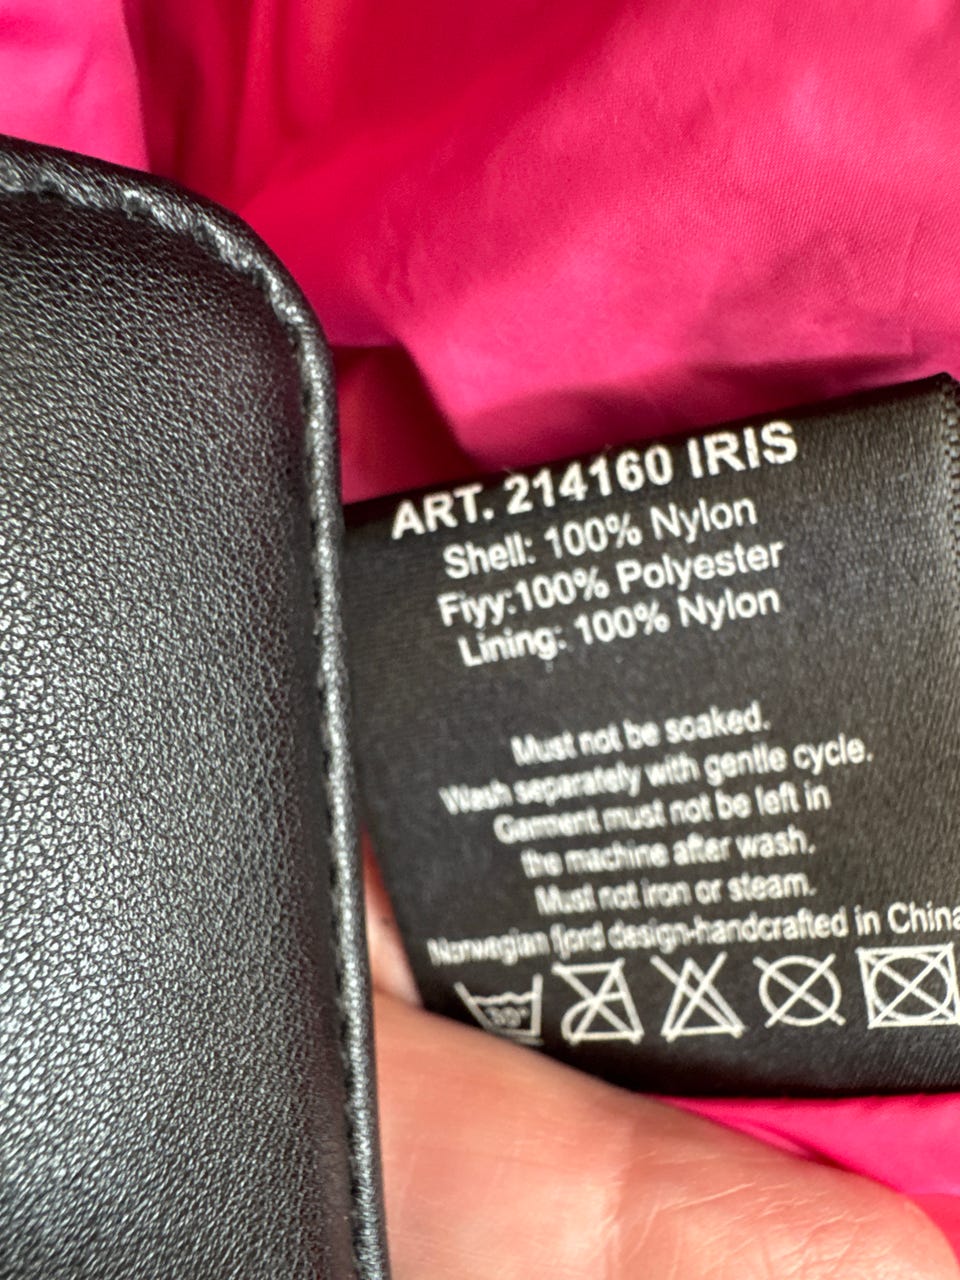 ART. 214160 IRIS
Shell: 100% Nylon
Fiyy:100% Polyester
Lining: 100% Nylon
Must not be soaked.
Wash separately with gentle cycle.
Garment must not be left in
the machine after wash.
Must not iron or steam.
Norwegian fjord design-handcrafted in China
30°